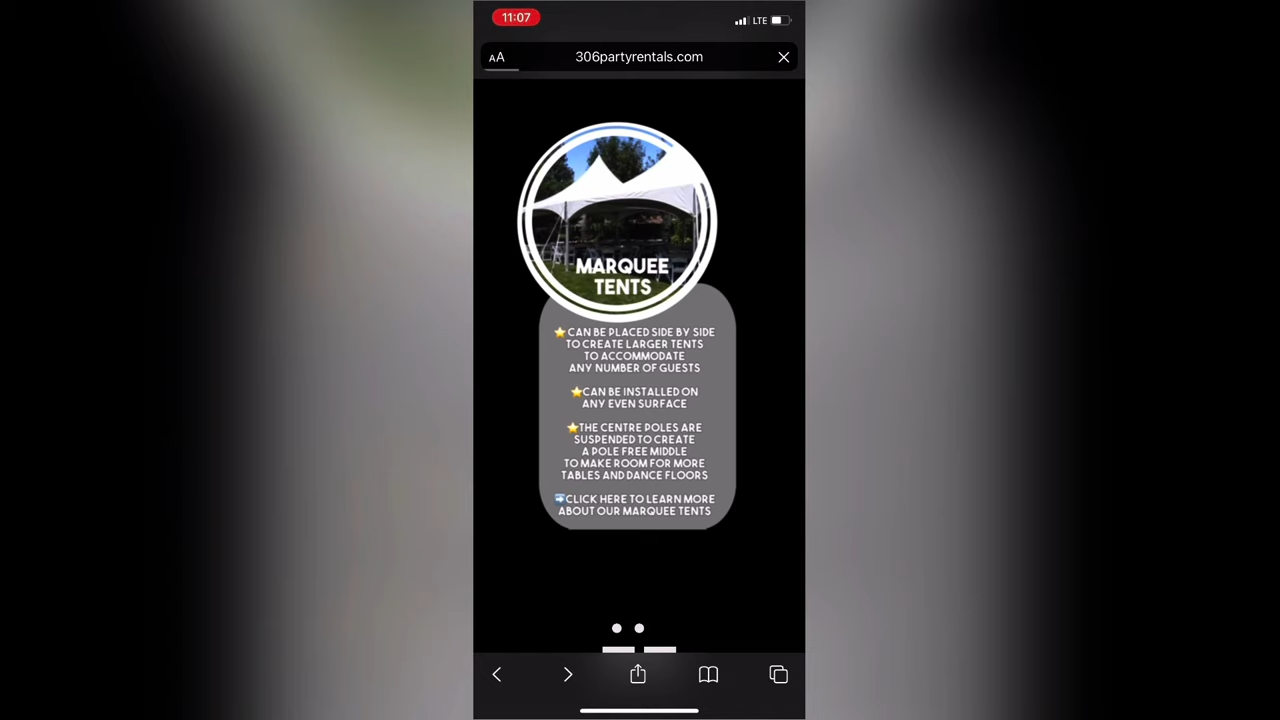 11:07
LTE
AA
306partyrentals.com
MARQUEE
TENTS
⭐CAN BE PLACED SIDE BY SIDE
TO CREATE LARGER TENTS
TO ACCOMMODATE
ANY NUMBER OF GUESTS
⭐CAN BE INSTALLED ON
ANY EVEN SURFACE
⭐THE CENTRE POLES ARE
SUSPENDED TO CREATE
A POLE FREE MIDDLE
TO MAKE ROOM FOR MORE
TABLES AND DANCE FLOORS
➡️CLICK HERE TO LEARN MORE
ABOUT OUR MARQUEE TENTS